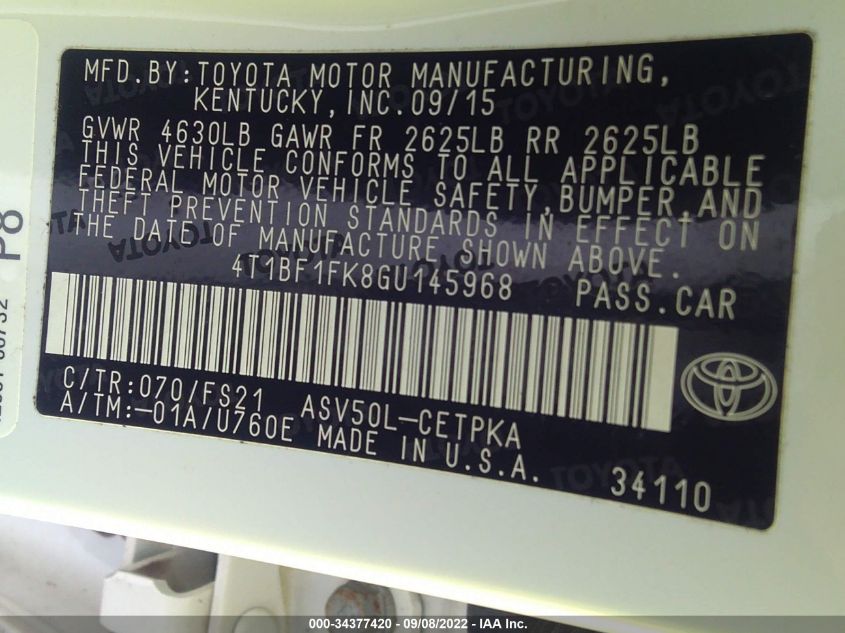 MFD.BY:TOYOTA MOTOR MANUFACTURING,
KENTUCKY,INC.09/15
GVWR 4630LB GAWR FR 2625LB RR 2625LB
THIS VEHICLE CONFORMS TO ALL APPLICABLE
FEDERAL MOTOR VEHICLE SAFETY,BUMPER,AND
THEFT PREVENTION STANDARDS IN EFFECT ON
THE DATE OF MANUFACTURE SHOWN ABOVE.
4T1BF1FK8GU145968 PASS.CAR
C/TR:070/FS21 ASV50L-CETPKA
A/TM:-01A/U760E MADE IN U.S.A.
34110
P8
000-34377420 - 09/08/2022 - IAA Inc.